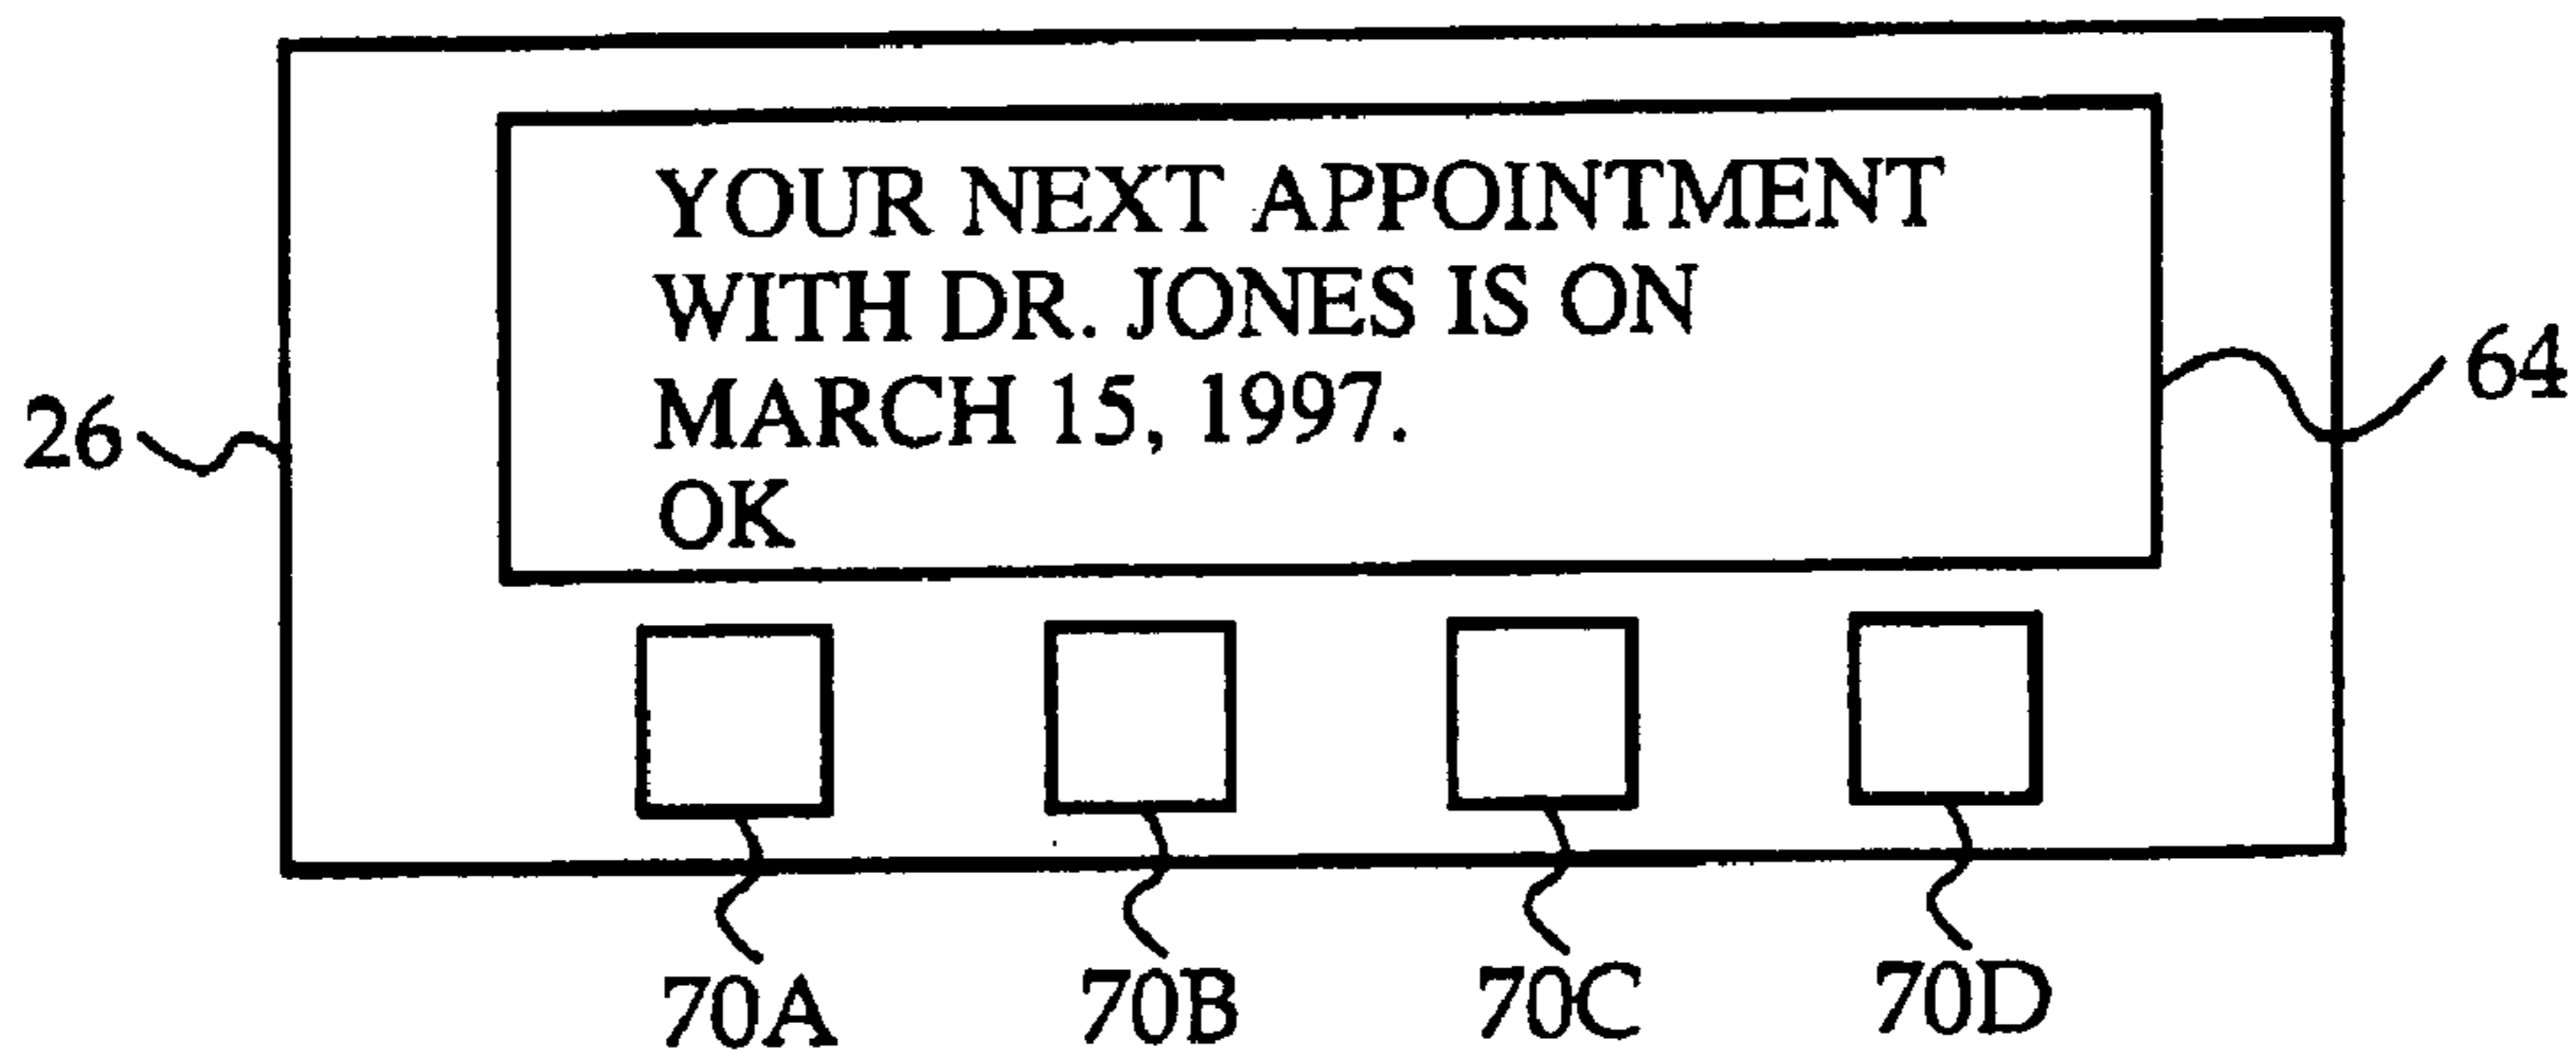 YOUR NEXT APPOINTMENT
WITH DR. JONES IS ON
MARCH 15, 1997.
OK
26
64
70A
70B
70C
70D